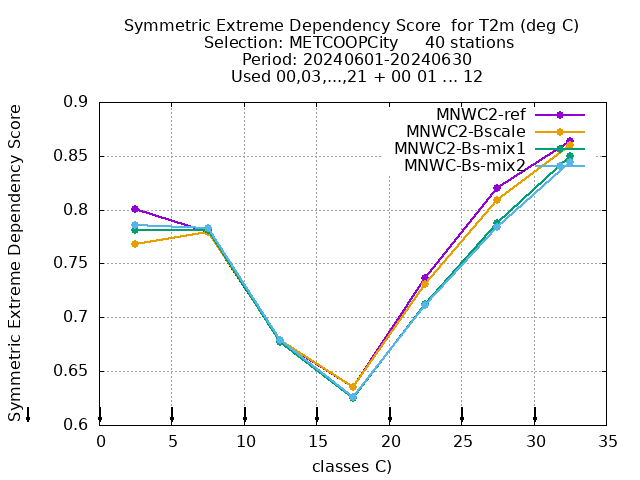 Symmetric Extreme Dependency Score for T2m (deg C)
Selection: METCOOPCity 40 stations
Period: 20240601-20240630
Used 00,03,...,21 + 00 01 ... 12
Symmetric Extreme Dependency Score
0.9
0.85
0.8
0.75
0.7
0.65
0.6
MNWC2-ref
MNWC2-Bscale
MNWC2-Bs-mix1
MNWC-Bs-mix2
0 5 10 15 20 25 30 35
classes C)